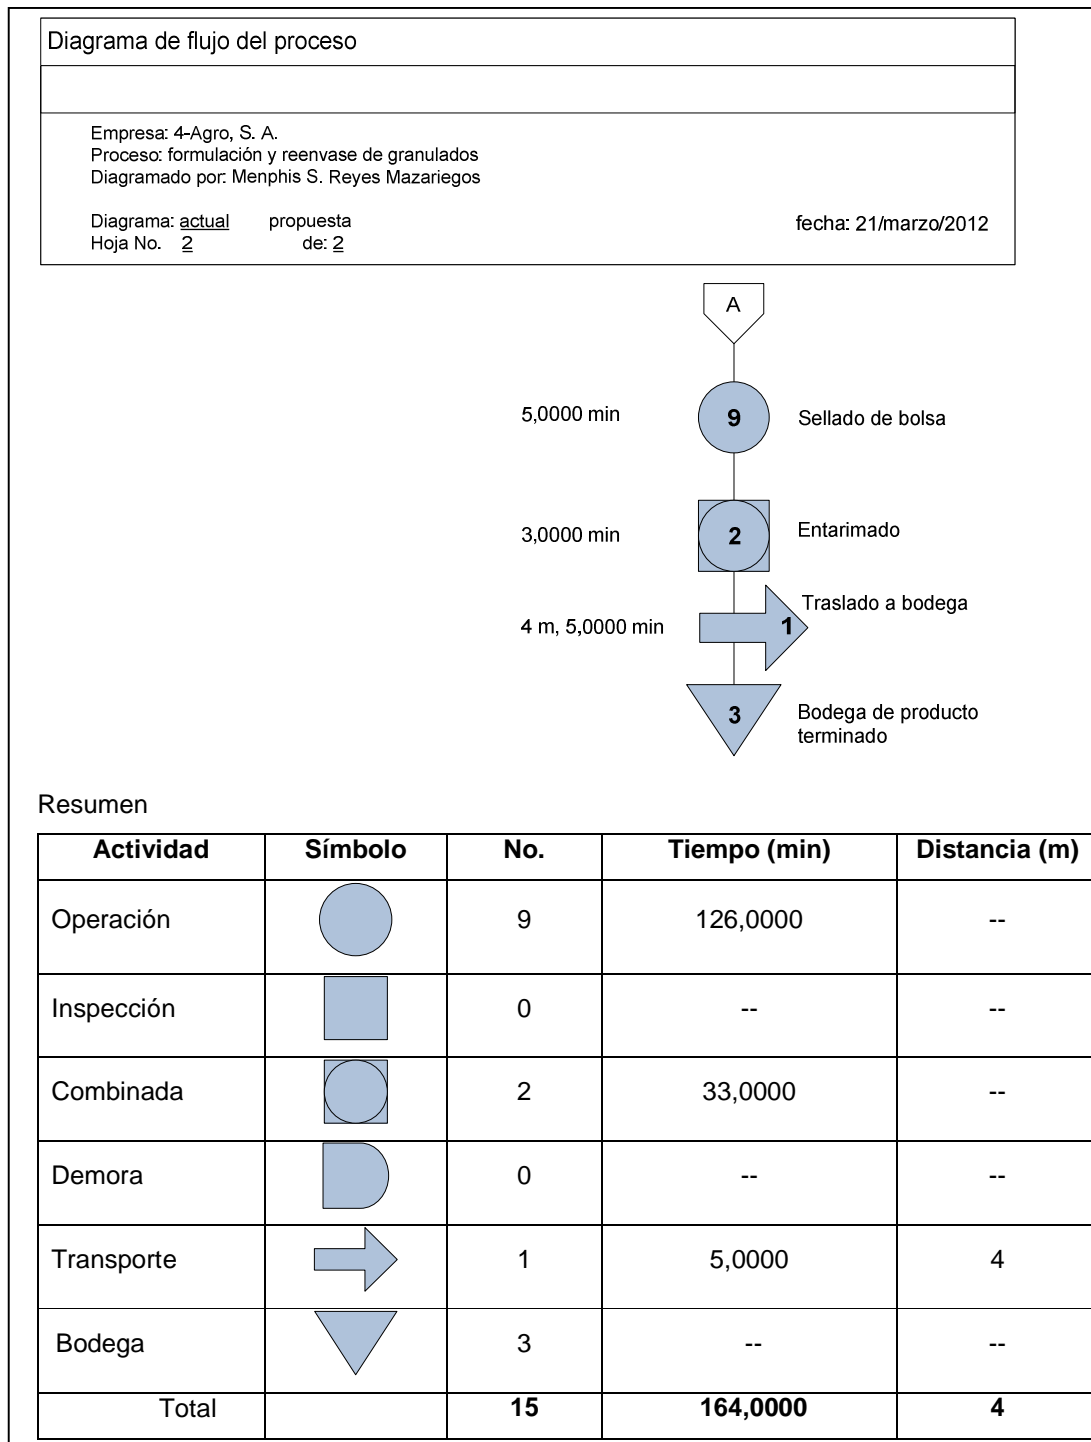 Diagrama de flujo del proceso
Empresa: 4-Agro, S. A.
Proceso: formulación y reenvase de granulados
Diagramado por: Menphis S. Reyes Mazariegos
Diagrama: actual propuesta fecha: 21/marzo/2012
Hoja No. 2 de: 2
A
5,0000 min 9 Sellado de bolsa
3,0000 min 2 Entarimado
Traslado a bodega
4 m, 5,0000 min 1
3 Bodega de producto
terminado
Resumen
Actividad Símbolo No. Tiempo (min) Distancia (m)
Operación 9 126,0000 --
Inspección 0 -- --
Combinada 2 33,0000 --
Demora 0 -- --
Transporte 1 5,0000 4
Bodega 3 -- --
Total 15 164,0000 4